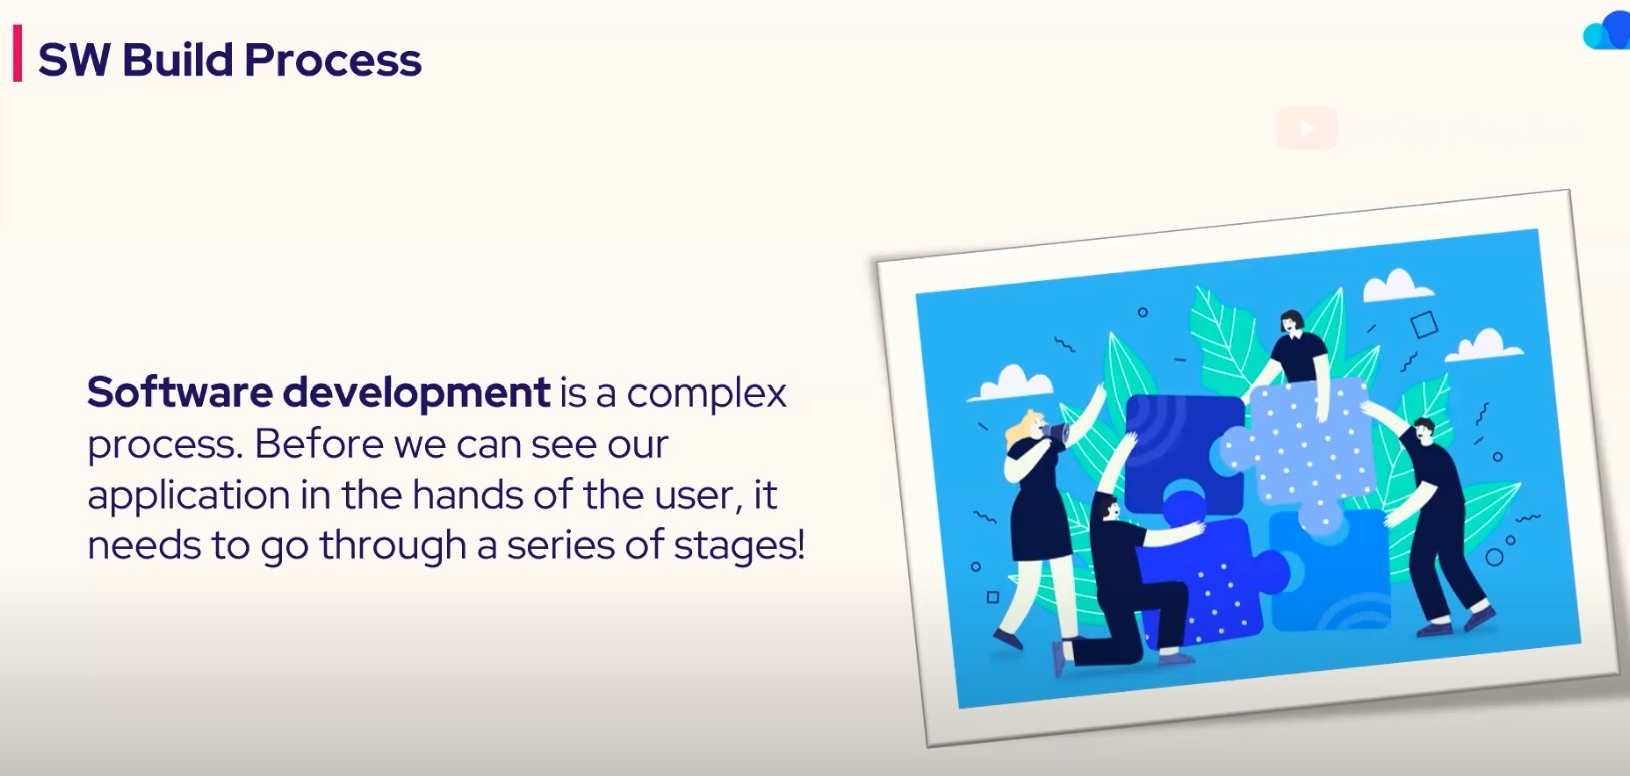 SW Build Process
Software development is a complex
process. Before we can see our
application in the hands of the user, it
needs to go through a series of stages!